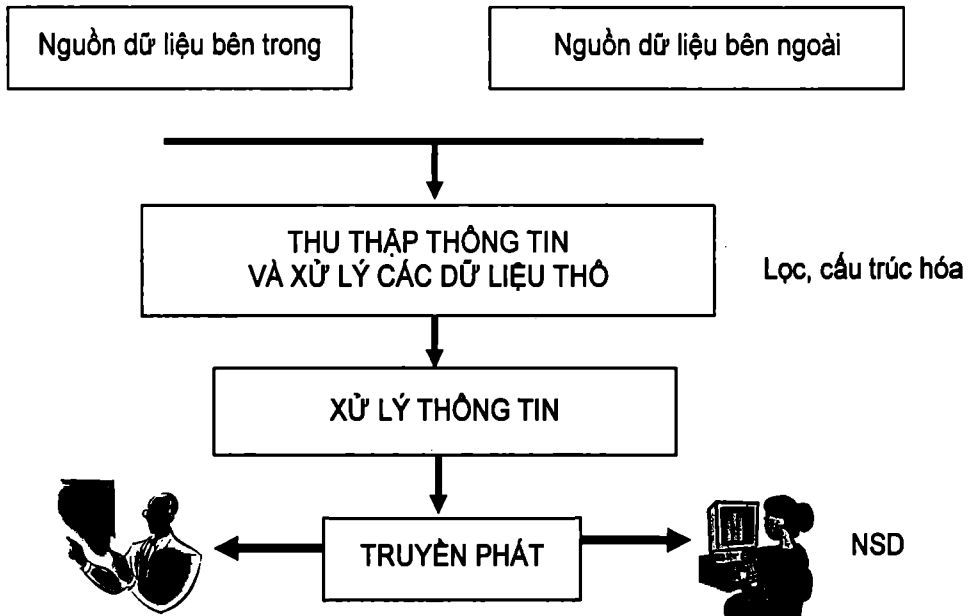 Nguồn dữ liệu bên trong
Nguồn dữ liệu bên ngoài
THU THẬP THÔNG TIN
VÀ XỬ LÝ CÁC DỮ LIỆU THÔ
Lọc, cấu trúc hóa
XỬ LÝ THÔNG TIN
TRUYỀN PHÁT
NSD